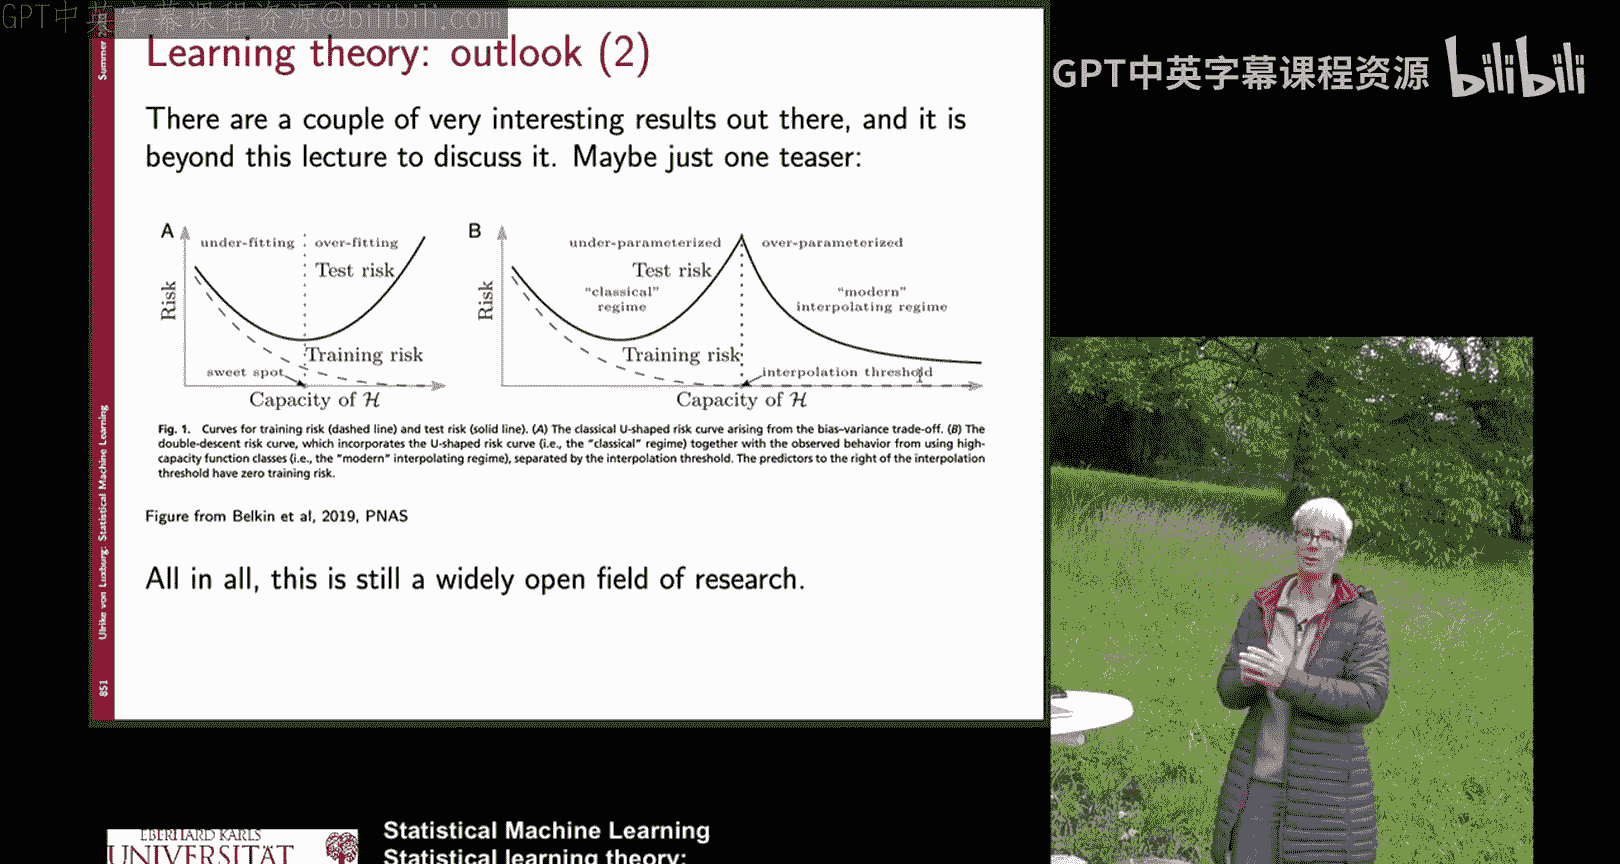 GPT中英字幕课程资源@bilibili.com
GPT中英字幕课程资源 bilibili
Learning theory: outlook (2)
There are a couple of very interesting results out there, and it is
beyond this lecture to discuss it. Maybe just one teaser:
A
under-fitting
over-fitting
Test risk
Risk
Training risk
sweet spot
Capacity of H
B
under-parameterized
over-parameterized
Test risk
"classical"
regime
"modern"
interpolating regime
Risk
Training risk
interpolation threshold
Capacity of H
Fig. 1. Curves for training risk (dashed line) and test risk (solid line). (A) The classical U-shaped risk curve arising from the bias–variance trade-off. (B) The
double-descent risk curve, which incorporates the U-shaped risk curve (i.e., the "classical" regime) together with the observed behavior from using high-
capacity function classes (i.e., the "modern" interpolating regime), separated by the interpolation threshold. The predictors to the right of the interpolation
threshold have zero training risk.
Figure from Belkin et al, 2019, PNAS
All in all, this is still a widely open field of research.
Summer
Ulrike von Luxburg: Statistical Machine Learning
851
EBERHARD KARLS
UNIVERSITÄT
Statistical Machine Learning
Statistical learning theory: